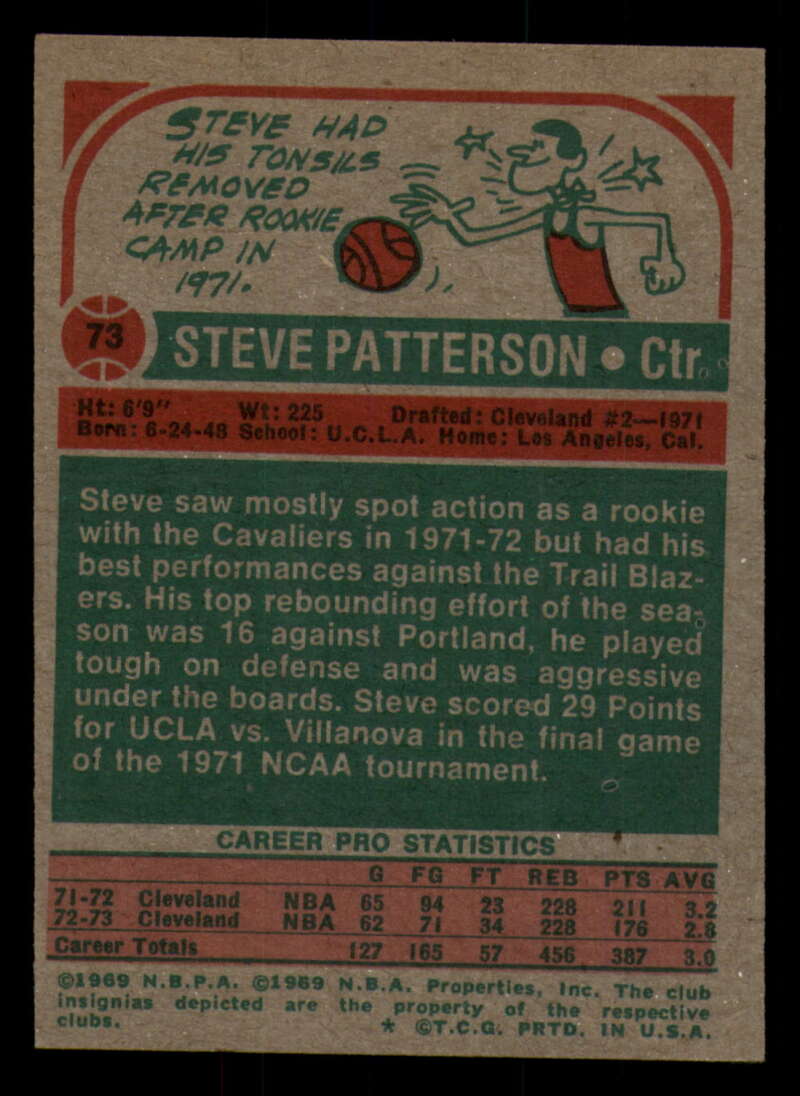 STEVE HAD
HIS TONSILS
REMOVED
AFTER ROOKIE
CAMP IN
1971.
73
STEVE PATTERSON • Ctr.
Ht: 6'9" Wt: 225 Drafted: Cleveland #2—1971
Born: 6-24-48 School: U.C.L.A. Home: Los Angeles, Cal.
Steve saw mostly spot action as a rookie
with the Cavaliers in 1971-72 but had his
best performances against the Trail Blaz-
ers. His top rebounding effort of the sea-
son was 16 against Portland, he played
tough on defense and was aggressive
under the boards. Steve scored 29 Points
for UCLA vs. Villanova in the final game
of the 1971 NCAA tournament.
CAREER PRO STATISTICS
G FG FT REB PTS AVG
71-72 Cleveland NBA 65 94 23 228 211 3.2
72-73 Cleveland NBA 62 71 34 228 176 2.8
Career Totals 127 165 57 456 387 3.0
©1969 N.B.P.A. ©1969 N.B.A. Properties, Inc. The club
insignias depicted are the property of the respective
clubs. * ©T.C.G. PRTD. IN U.S.A.